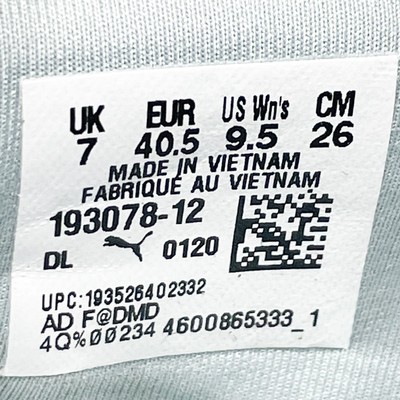 UK EUR US Wn's CM
7 40.5 9.5 26
MADE IN VIETNAM
FABRIQUÉ AU VIETNAM
193078-12
DL 0120
UPC:193526402332
AD F@DMD
4Q%00234 4600865333_1